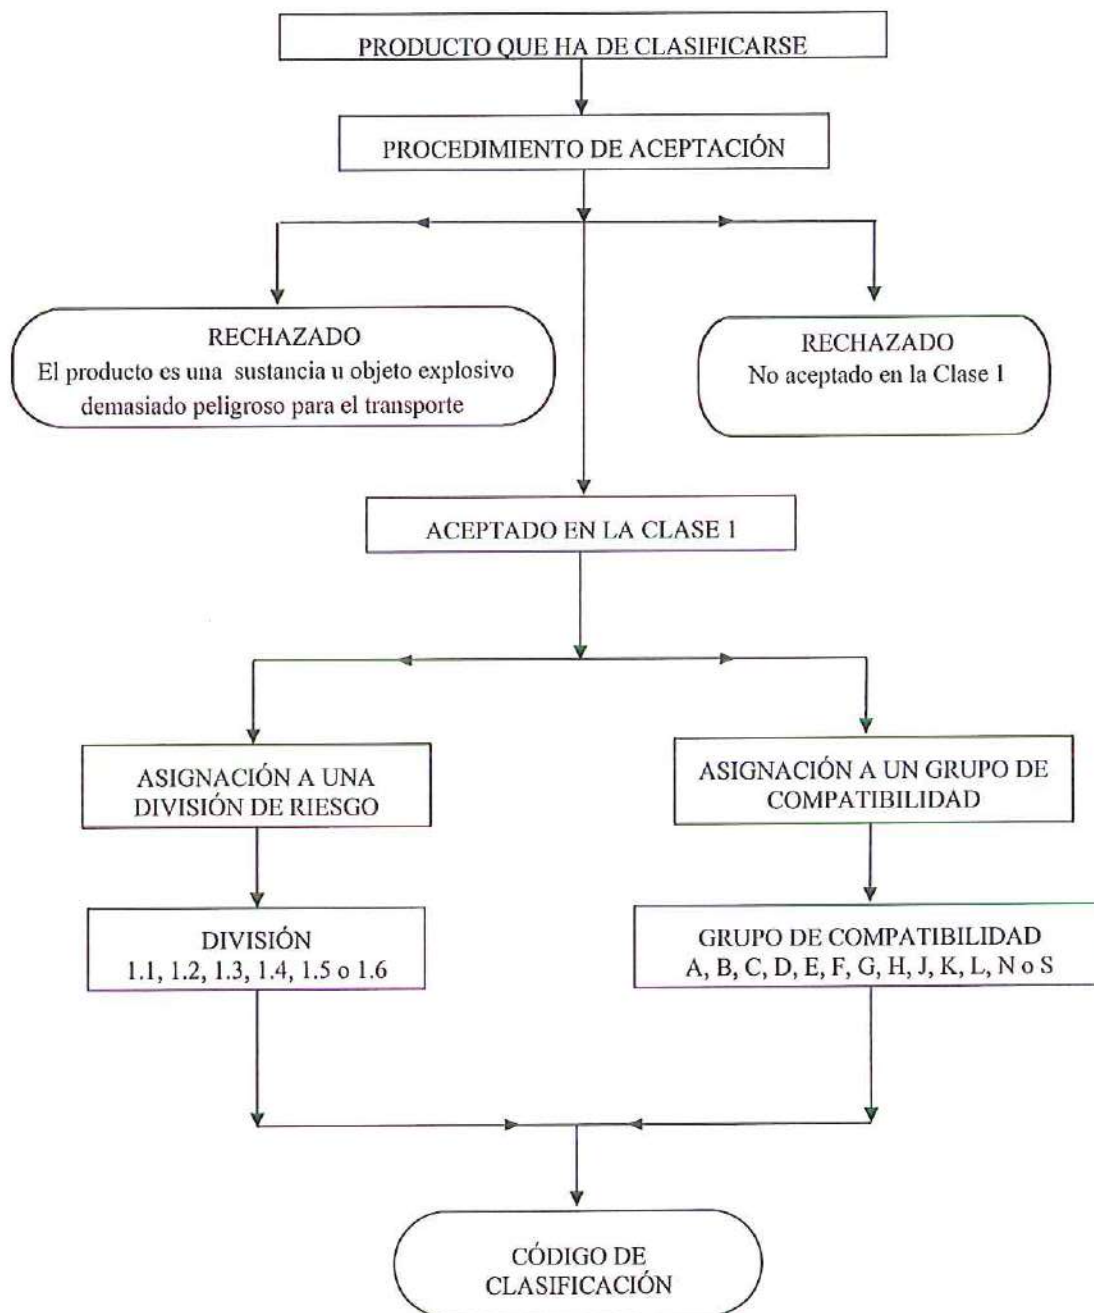 PRODUCTO QUE HA DE CLASIFICARSE
PROCEDIMIENTO DE ACEPTACIÓN
RECHAZADO
El producto es una sustancia u objeto explosivo
demasiado peligroso para el transporte
RECHAZADO
No aceptado en la Clase 1
ACEPTADO EN LA CLASE 1
ASIGNACIÓN A UNA
DIVISIÓN DE RIESGO
ASIGNACIÓN A UN GRUPO DE
COMPATIBILIDAD
DIVISIÓN
1.1, 1.2, 1.3, 1.4, 1.5 o 1.6
GRUPO DE COMPATIBILIDAD
A, B, C, D, E, F, G, H, J, K, L, N o S
CÓDIGO DE
CLASIFICACIÓN